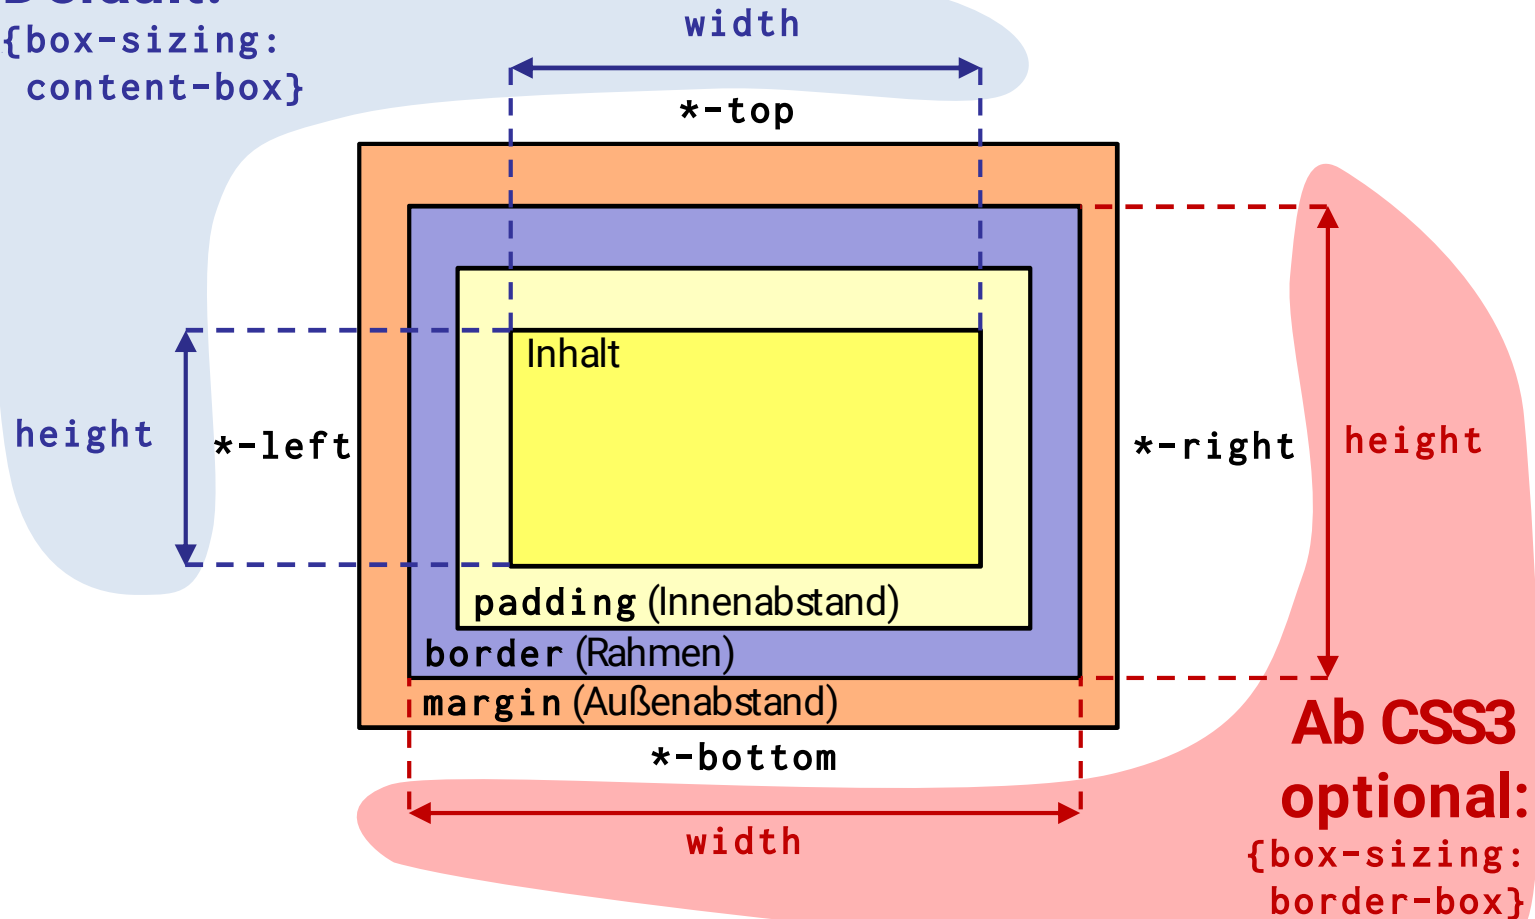 Default:
{box-sizing:
content-box}
width
*-top
Inhalt
height
*-left
*-right
height
padding (Innenabstand)
border (Rahmen)
margin (Außenabstand)
*-bottom
width
Ab CSS3
optional:
{box-sizing:
border-box}